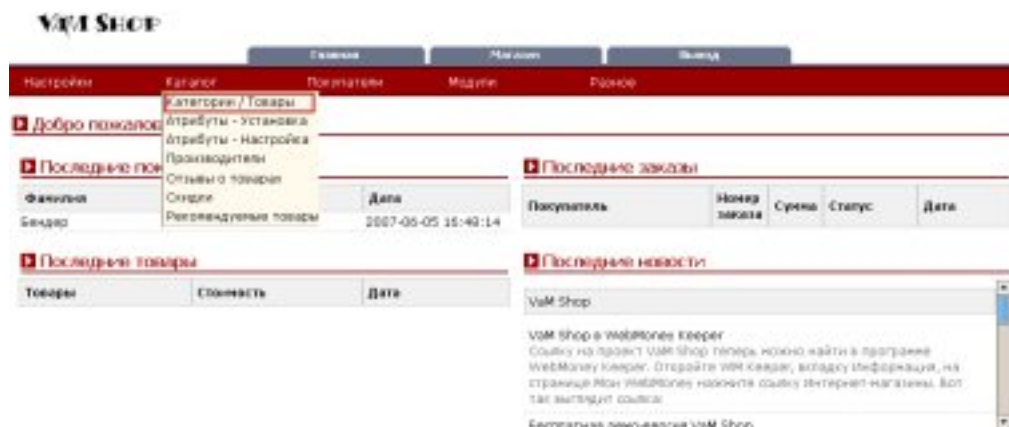 VaM SHOP
Главная Магазин Выход
Настройки Каталог Покупатели Модули Разное
Категории / Товары
Атрибуты - Установка
Атрибуты - Настройка
Производители
Отзывы о товарах
Скидки
Рекомендуемые товары
Добро пожалов
Последние пок
Фамилия Дата
Бендер 2007-06-05 16:49:14
Последние заказы
Покупатель Номер заказа Сумма Статус Дата
Последние товары
Товары Стоимость Дата
Последние новости
VaM Shop
VaM Shop в WebMoney Keeper
Ссылку на проект VaM Shop теперь можно найти в программе
WebMoney Keeper. Откройте WM Keeper, вкладку Информация, на
странице Мои WebMoney нажмите ссылку Интернет-магазины. Вот
так выглядит ссылка:
Бесплатная демо-версия VaM Shop